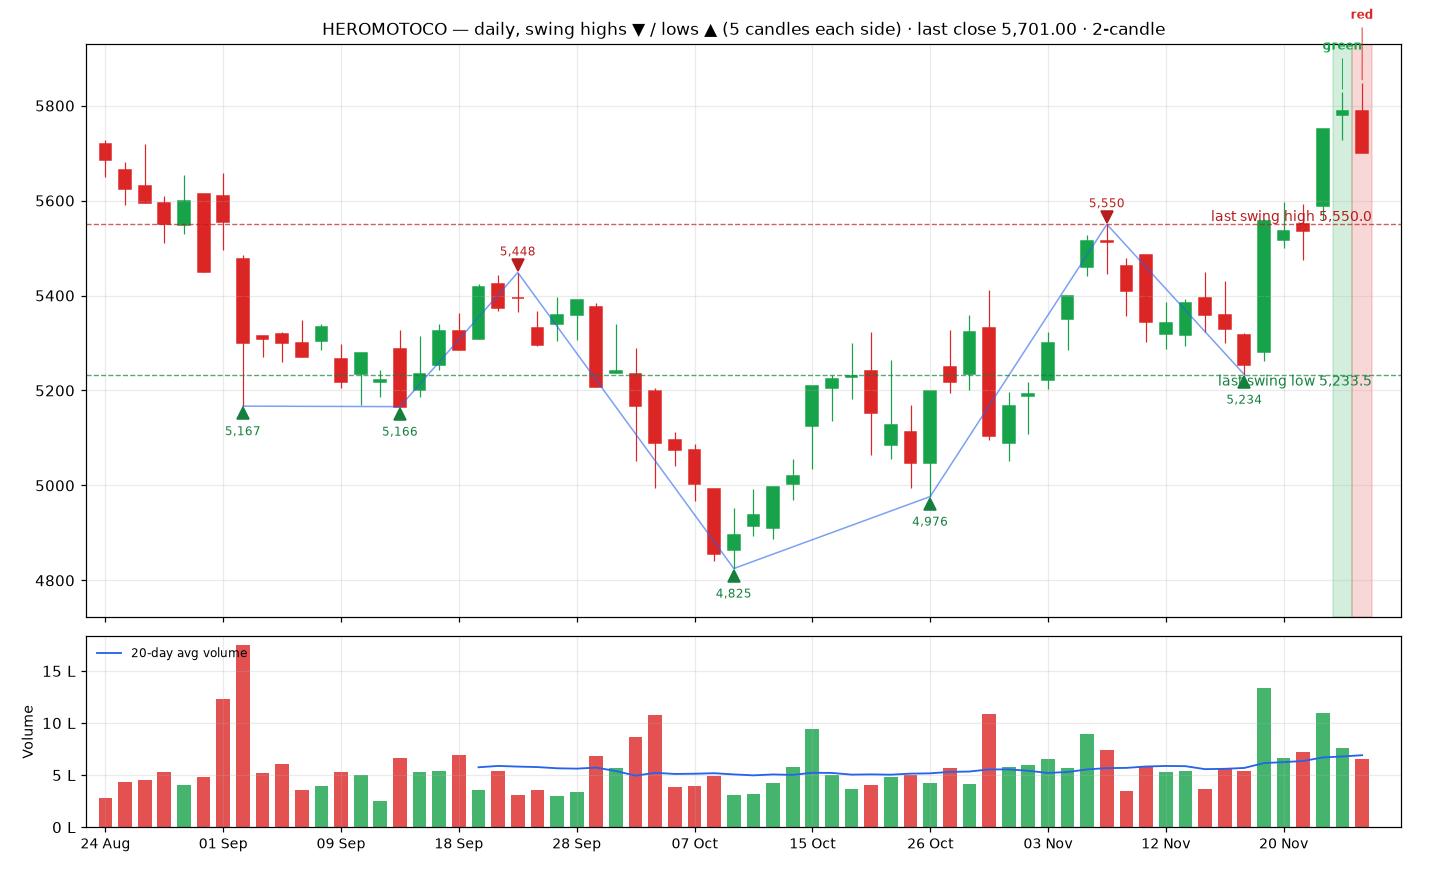 red
HEROMOTOCO — daily, swing highs ▼ / lows ▲ (5 candles each side) · last close 5,701.00 · 2-candle
green
5800
5600
5400
5200
5000
4800
5,550
last swing high 5,550.0
5,448
last swing low 5,233.5
5,234
5,167
5,166
4,976
4,825
20-day avg volume
Volume
15 L
10 L
5 L
0 L
24 Aug
01 Sep
09 Sep
18 Sep
28 Sep
07 Oct
15 Oct
26 Oct
03 Nov
12 Nov
20 Nov